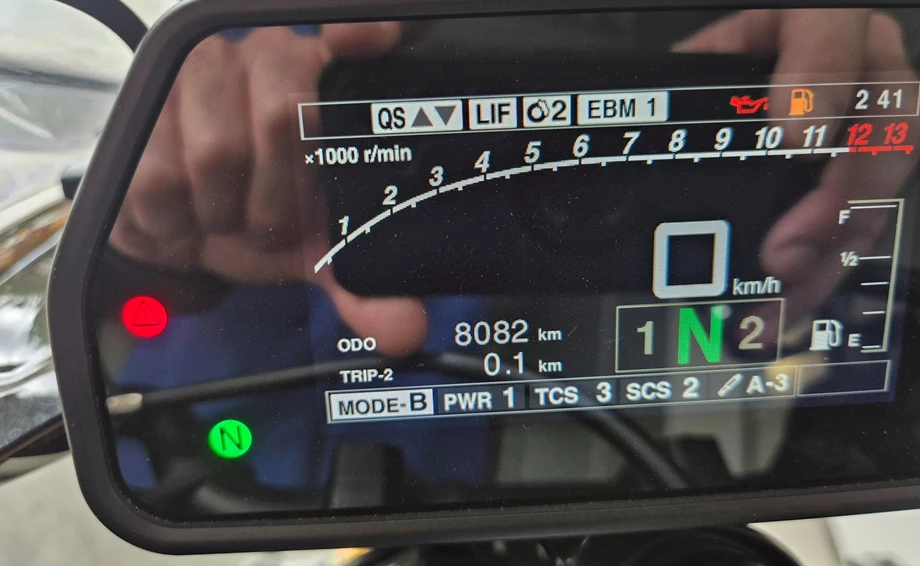 QS LIF 2 EBM 1 2 41
×1000 r/min
1 2 3 4 5 6 7 8 9 10 11 12 13
F
½
E
0 km/h
1 N 2
ODO 8082 km
TRIP-2 0.1 km
MODE-B PWR 1 TCS 3 SCS 2 A-3
N